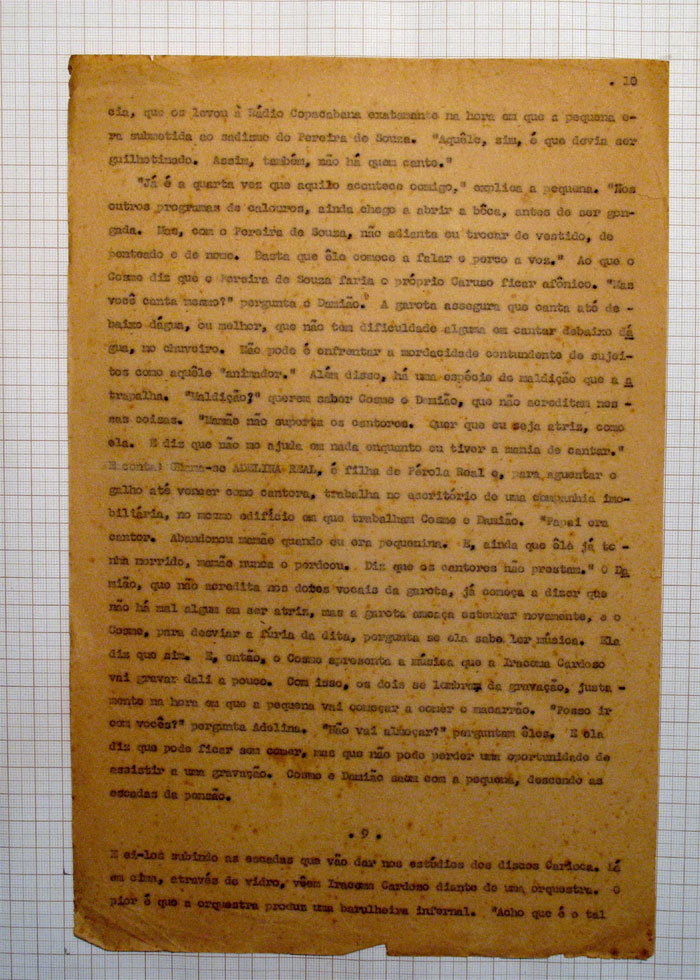 . 10
cia, que os levou à Rádio Copacabana exatamente na hora em que a pequena e-
ra submetida ao sadismo do Pereira de Souza. "Aquêle, sim, é que devia ser
guilhotinado. Assim, também, não há quem cante."
"Já é a quarta vez que aquilo acontece comigo," explica a pequena. "Nos
outros programas de calouros, ainda chego a abrir a bôca, antes de ser gon-
gada. Mas, com o Pereira de Souza, não adianta eu trocar de vestido, de
penteado e de nome. Basta que êle comece a falar e perco a voz." Ao que o
Cosme diz que o Pereira de Souza faria o próprio Caruso ficar afônico. "Mas
você canta mesmo?" pergunta o Damião. A garota assegura que canta até de -
baixo dágua, ou melhor, que não tem dificuldade alguma em cantar debaixo dá
gua, no chuveiro. Não pode é enfrentar a mordacidade contundente de sujei-
tos como aquêle "animador." Além disso, há uma espécie de maldição que a a
trapalha. "Maldição?" querem saber Cosme e Damião, que não acreditam nes -
sas coisas. "Mamãe não suporta os cantores. Quer que eu seja atriz, como
ela. E diz que não me ajuda em nada enquanto eu tiver a mania de cantar."
E conta: chama-se ADELINA REAL, é filha de Pérola Real e, para aguentar o
galho até vencer como cantora, trabalha no escritório de uma companhia imo-
biliária, no mesmo edifício em que trabalham Cosme e Damião. "Papai era
cantor. Abandonou mamãe quando eu era pequenina. E, ainda que êle já te -
nha morrido, mamãe nunca o perdoou. Diz que os cantores não prestam." O Da
mião, que não acredita nos dotes vocais da garota, já começa a dizer que
não há mal algum em ser atriz, mas a garota ameaça estourar novamente, e o
Cosme, para desviar a fúria da dita, pergunta se ela sabe ler música. Ela
diz que sim. E, então, o Cosme apresenta a música que a Iracema Cardoso
vai gravar dali a pouco. Com isso, os dois se lembram da gravação, justa -
mente na hora em que a pequena vai começar a comer o macarrão. "Posso ir
com vocês?" pergunta Adelina. "Não vai almoçar?" perguntam êles. E ela
diz que pode ficar sem comer, mas que não pode perder uma oportunidade de
assistir a uma gravação. Cosme e Damião saem com a pequena, descendo as
escadas da pensão.
. 9 .
E ei-los subindo as escadas que vão dar nos estúdios dos discos Carioca. Lá
em cima, através do vidro, vêem Iracema Cardoso diante de uma orquestra. O
pior é que a orquestra produz uma barulheira infernal. "Acho que é o tal